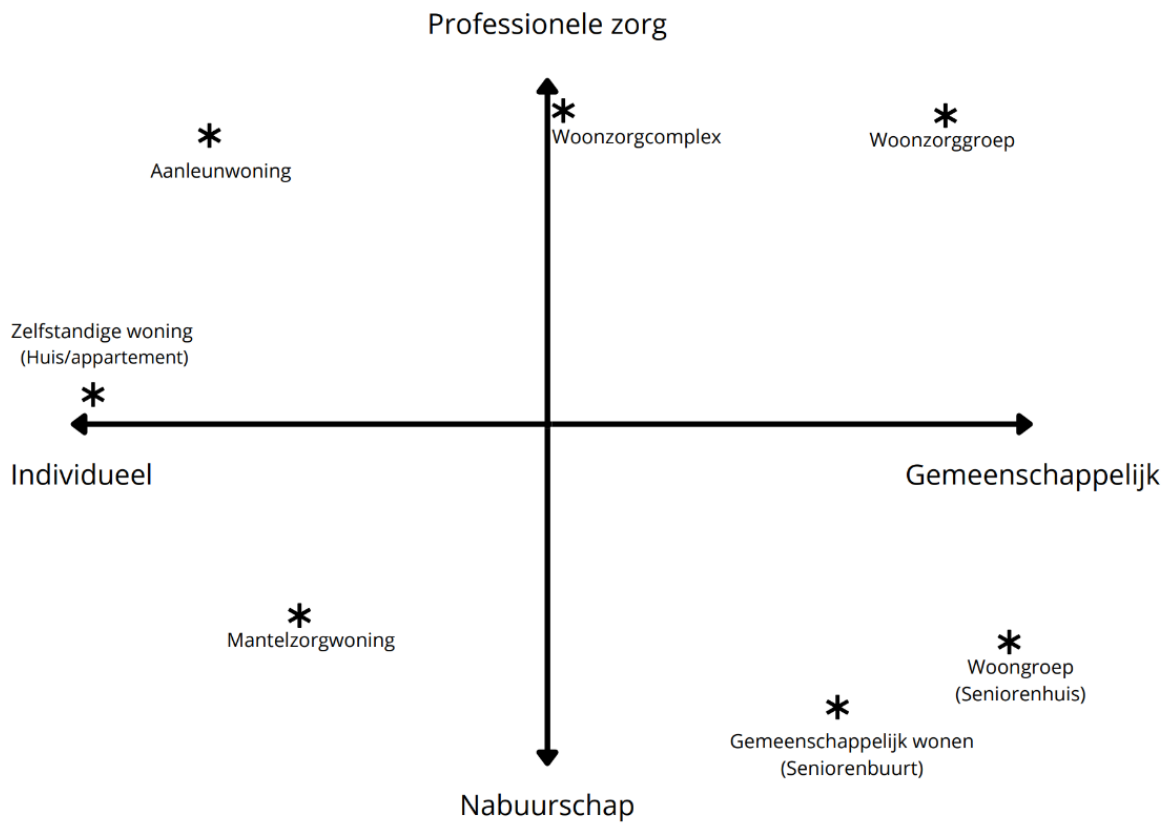 Professionele zorg
Woonzorgcomplex
Woonzorggroep
Aanleunwoning
Zelfstandige woning
(Huis/appartement)
Individueel
Gemeenschappelijk
Mantelzorgwoning
Woongroep
(Seniorenhuis)
Gemeenschappelijk wonen
(Seniorenbuurt)
Nabuurschap